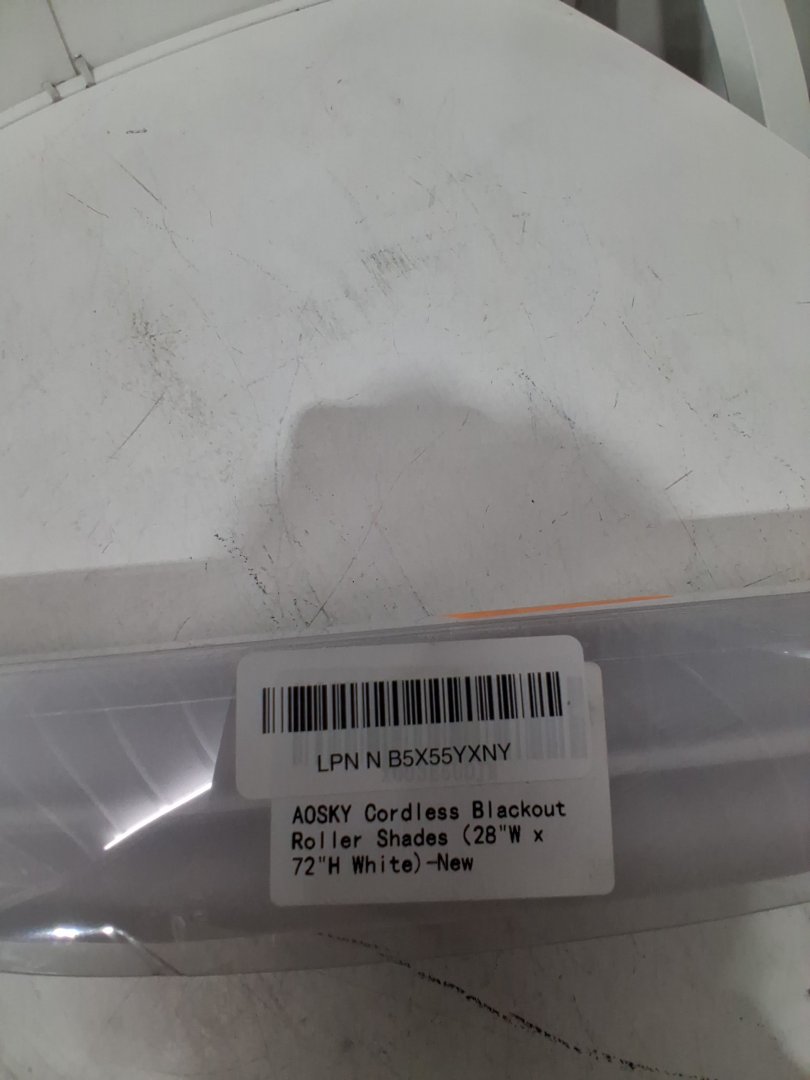 LPN N B5X55YXNY
AOSKY Cordless Blackout
Roller Shades (28"W x
72"H White)-New